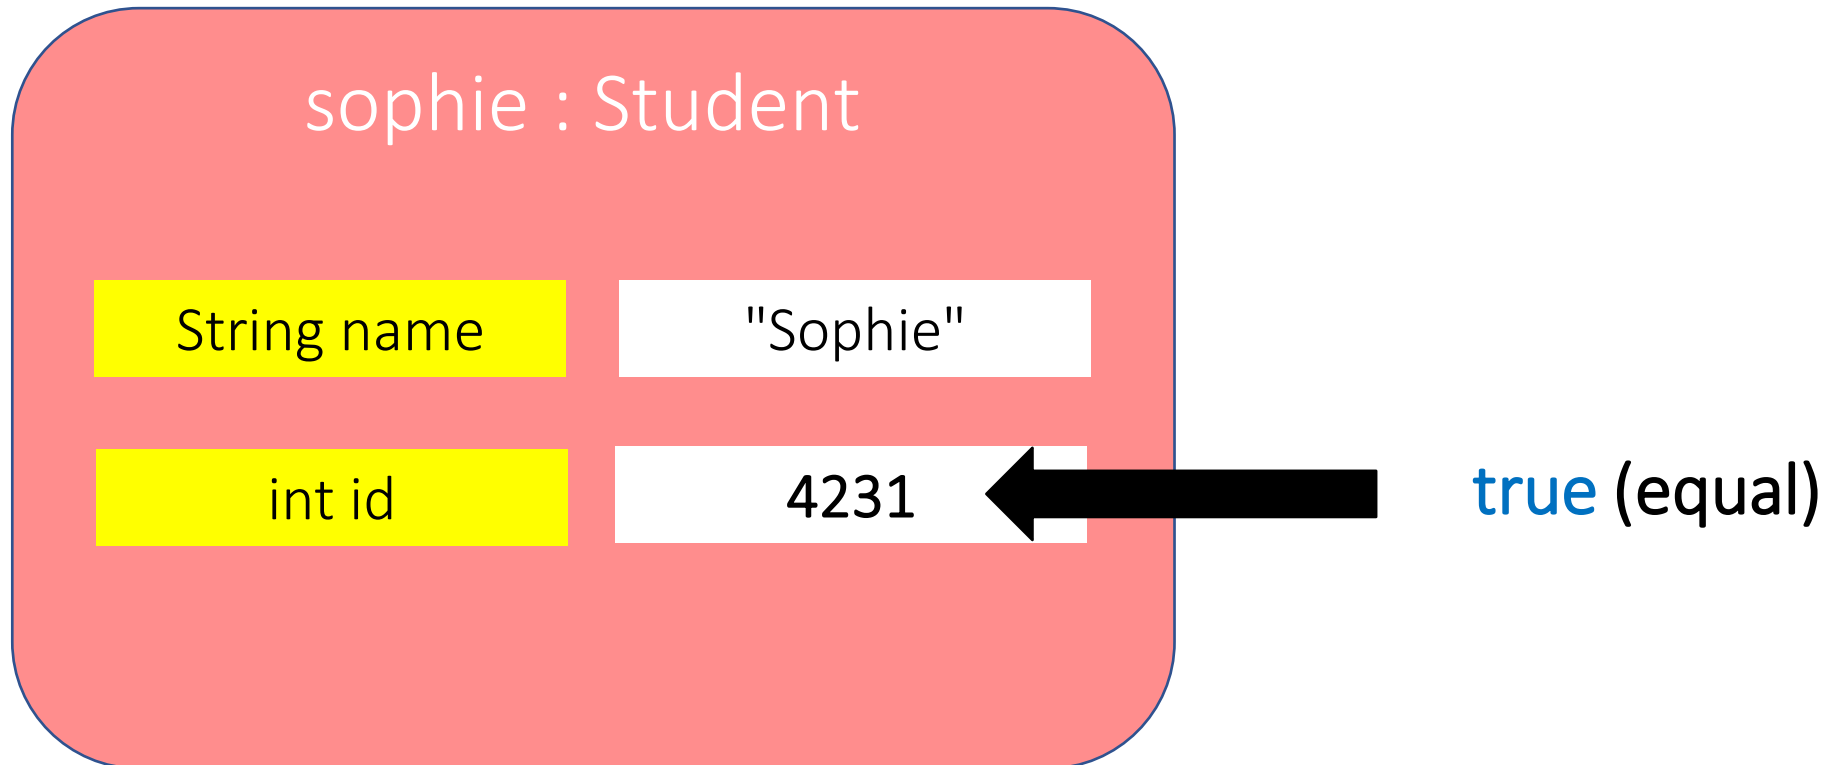 sophie : Student
String name "Sophie"
int id 4231 true (equal)